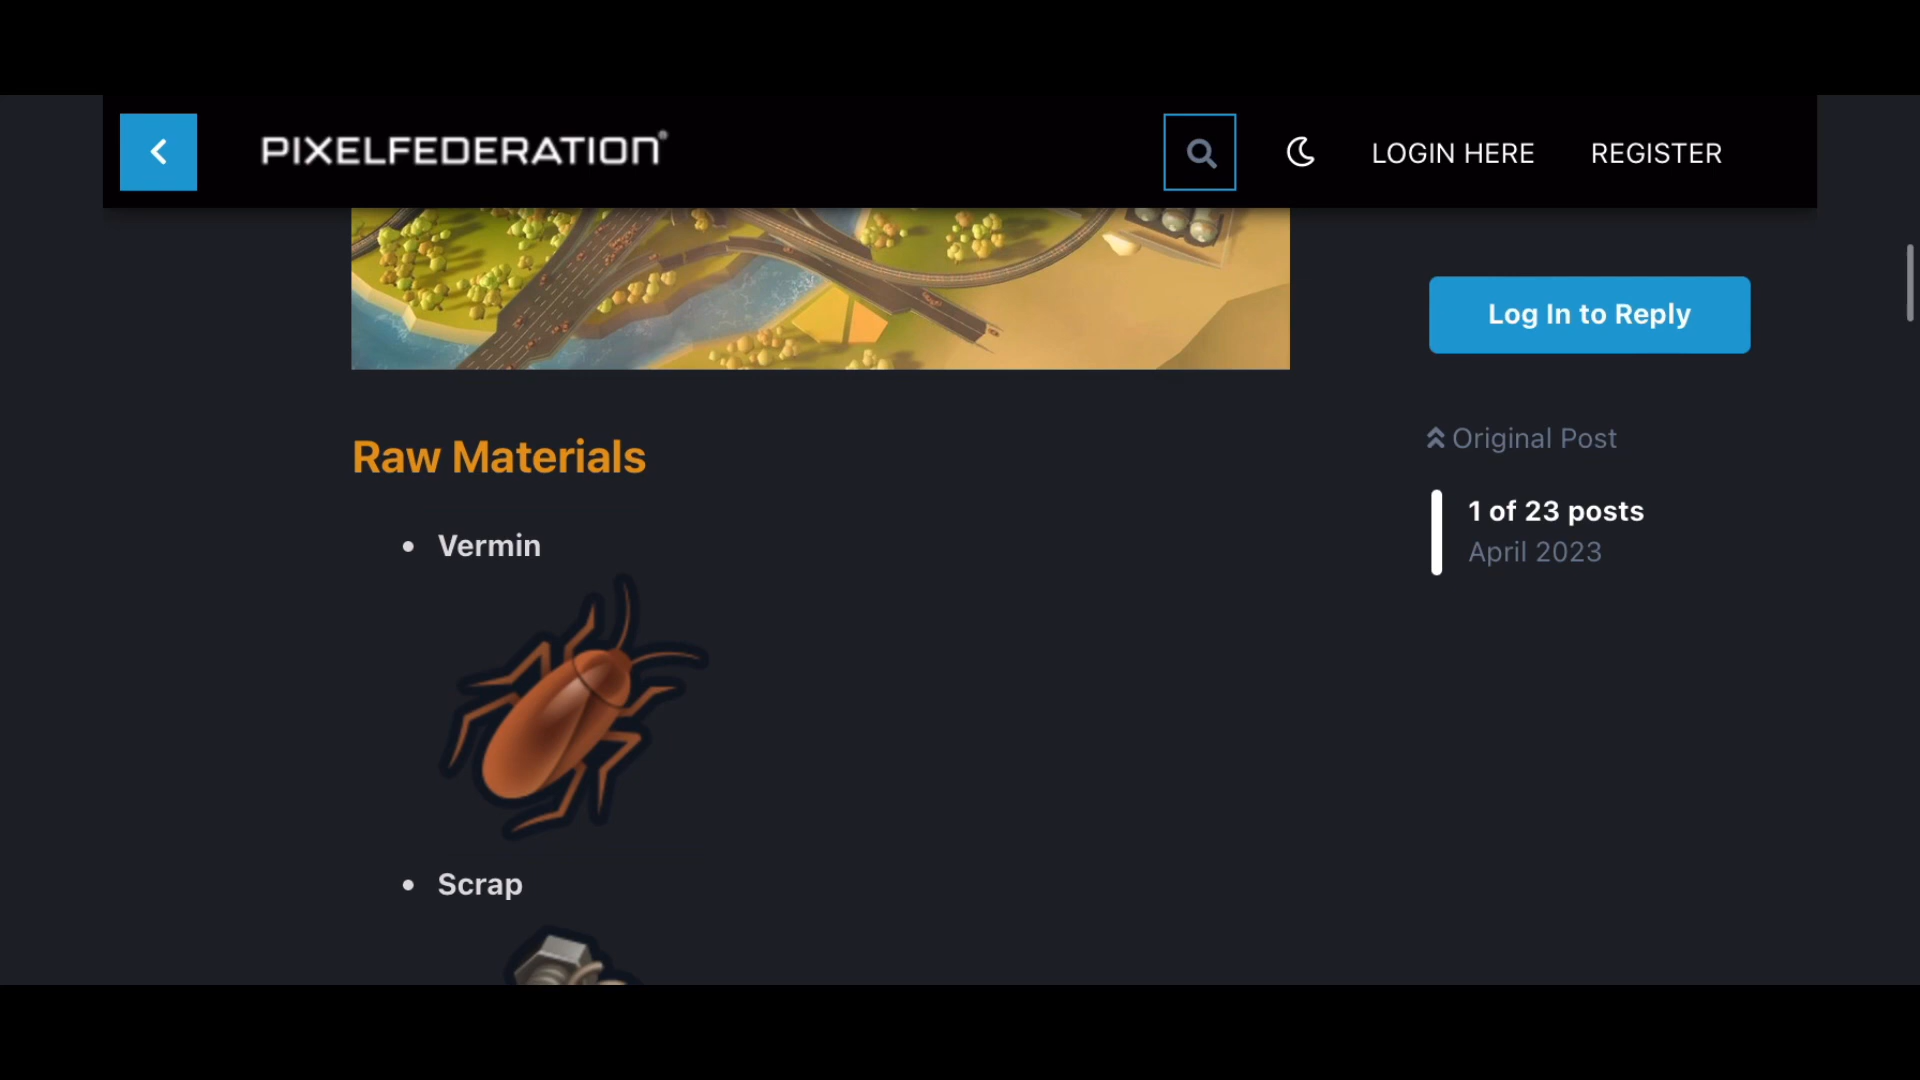 PIXELFEDERATION®
LOGIN HERE
REGISTER
Log In to Reply
Original Post
1 of 23 posts
April 2023
Raw Materials
• Vermin
• Scrap